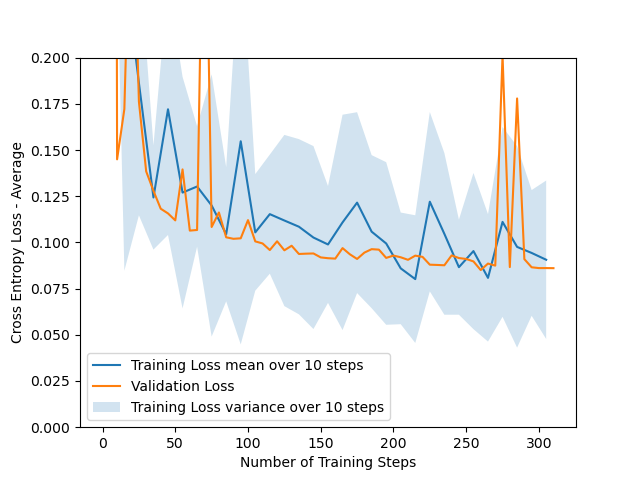 0.200
0.175
0.150
0.125
0.100
0.075
0.050
0.025
0.000
Cross Entropy Loss - Average
Training Loss mean over 10 steps
Validation Loss
Training Loss variance over 10 steps
0 50 100 150 200 250 300
Number of Training Steps